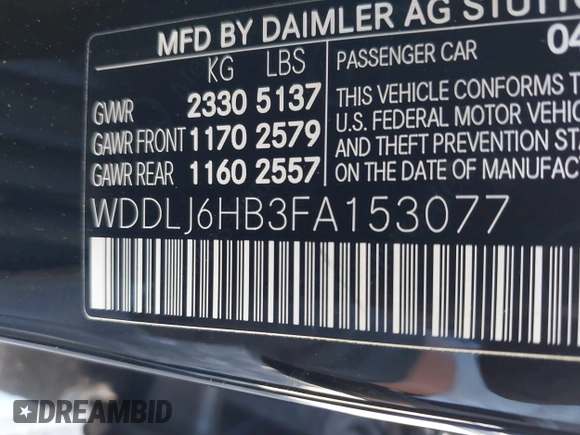 MFD BY DAIMLER AG
KG LBS
GVWR 2330 5137
GAWR FRONT 1170 2579
GAWR REAR 1160 2557
PASSENGER CAR 04
THIS VEHICLE CONFORMS
U.S. FEDERAL MOTOR
AND THEFT PREVENTION
ON THE DATE OF
WDDLJ6HB3FA153077
DREAMBID